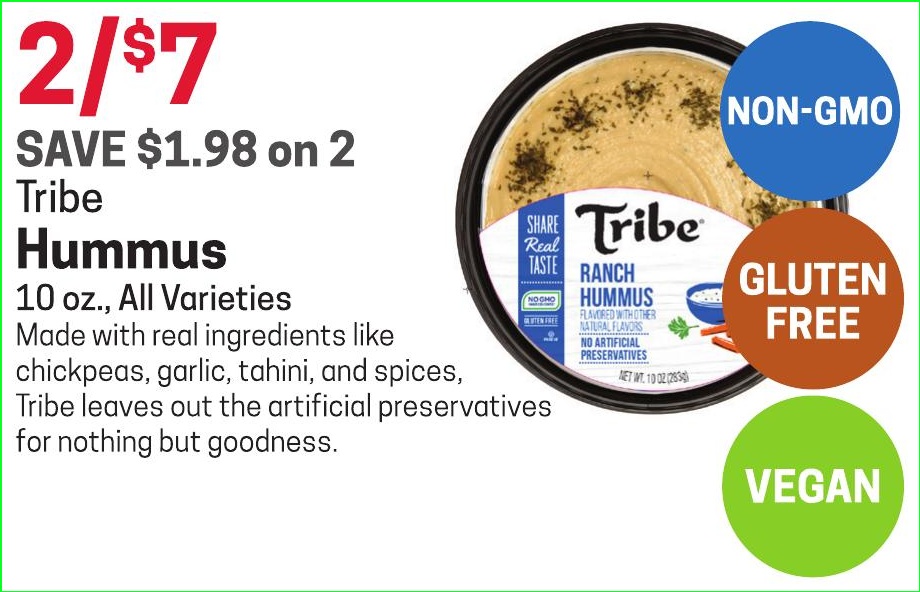 2/$7
SAVE $1.98 on 2
Tribe
Hummus
10 oz., All Varieties
Made with real ingredients like
chickpeas, garlic, tahini, and spices,
Tribe leaves out the artificial preservatives
for nothing but goodness.
SHARE
Real
TASTE
NO GMO
GLUTEN FREE
Tribe®
RANCH
HUMMUS
FLAVORED WITH OTHER
NATURAL FLAVORS
NO ARTIFICIAL
PRESERVATIVES
NET WT. 10 OZ (283g)
NON-GMO
GLUTEN
FREE
VEGAN